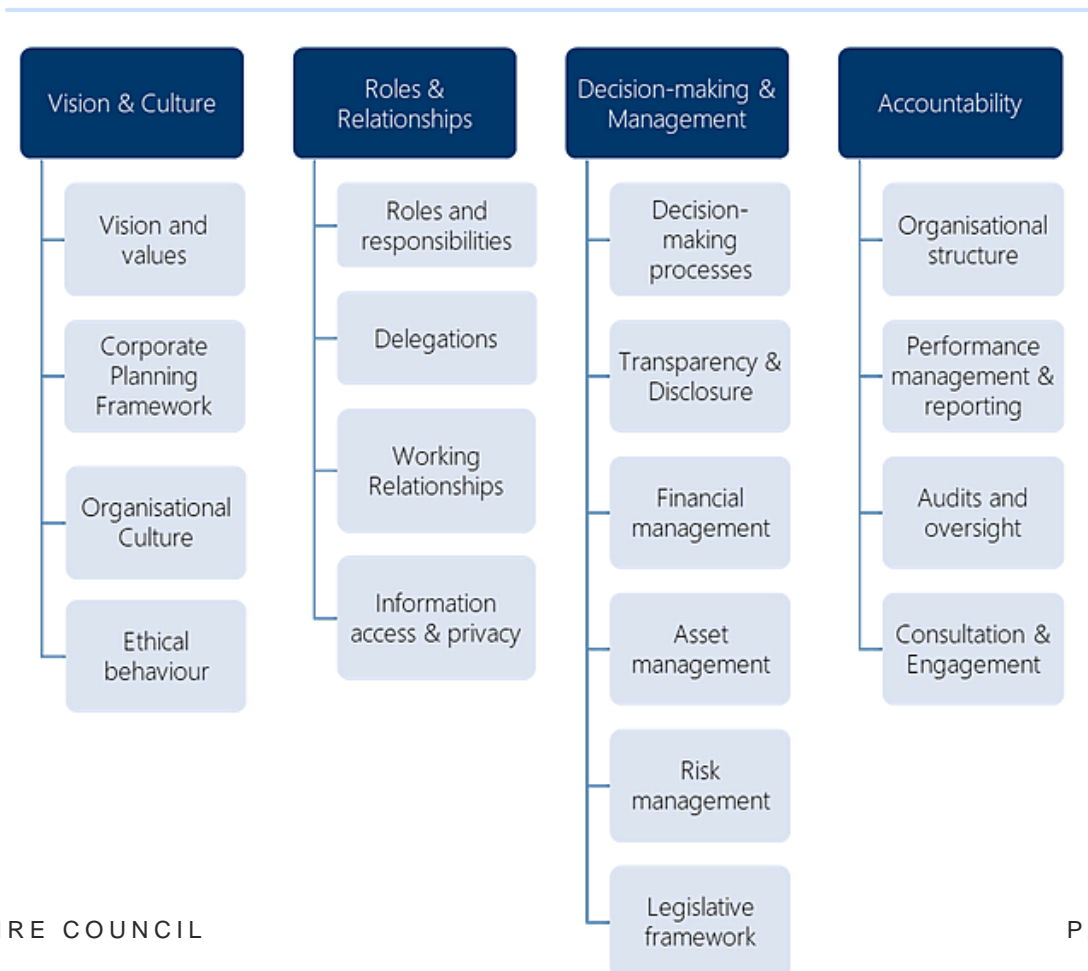 Vision & Culture
Vision and
values
Corporate
Planning
Framework
Organisational
Culture
Ethical
behaviour
Roles &
Relationships
Roles and
responsibilities
Delegations
Working
Relationships
Information
access & privacy
Decision-making &
Management
Decision-
making
processes
Transparency &
Disclosure
Financial
management
Asset
management
Risk
management
Legislative
framework
Accountability
Organisational
structure
Performance
management &
reporting
Audits and
oversight
Consultation &
Engagement
IRE COUNCIL
P